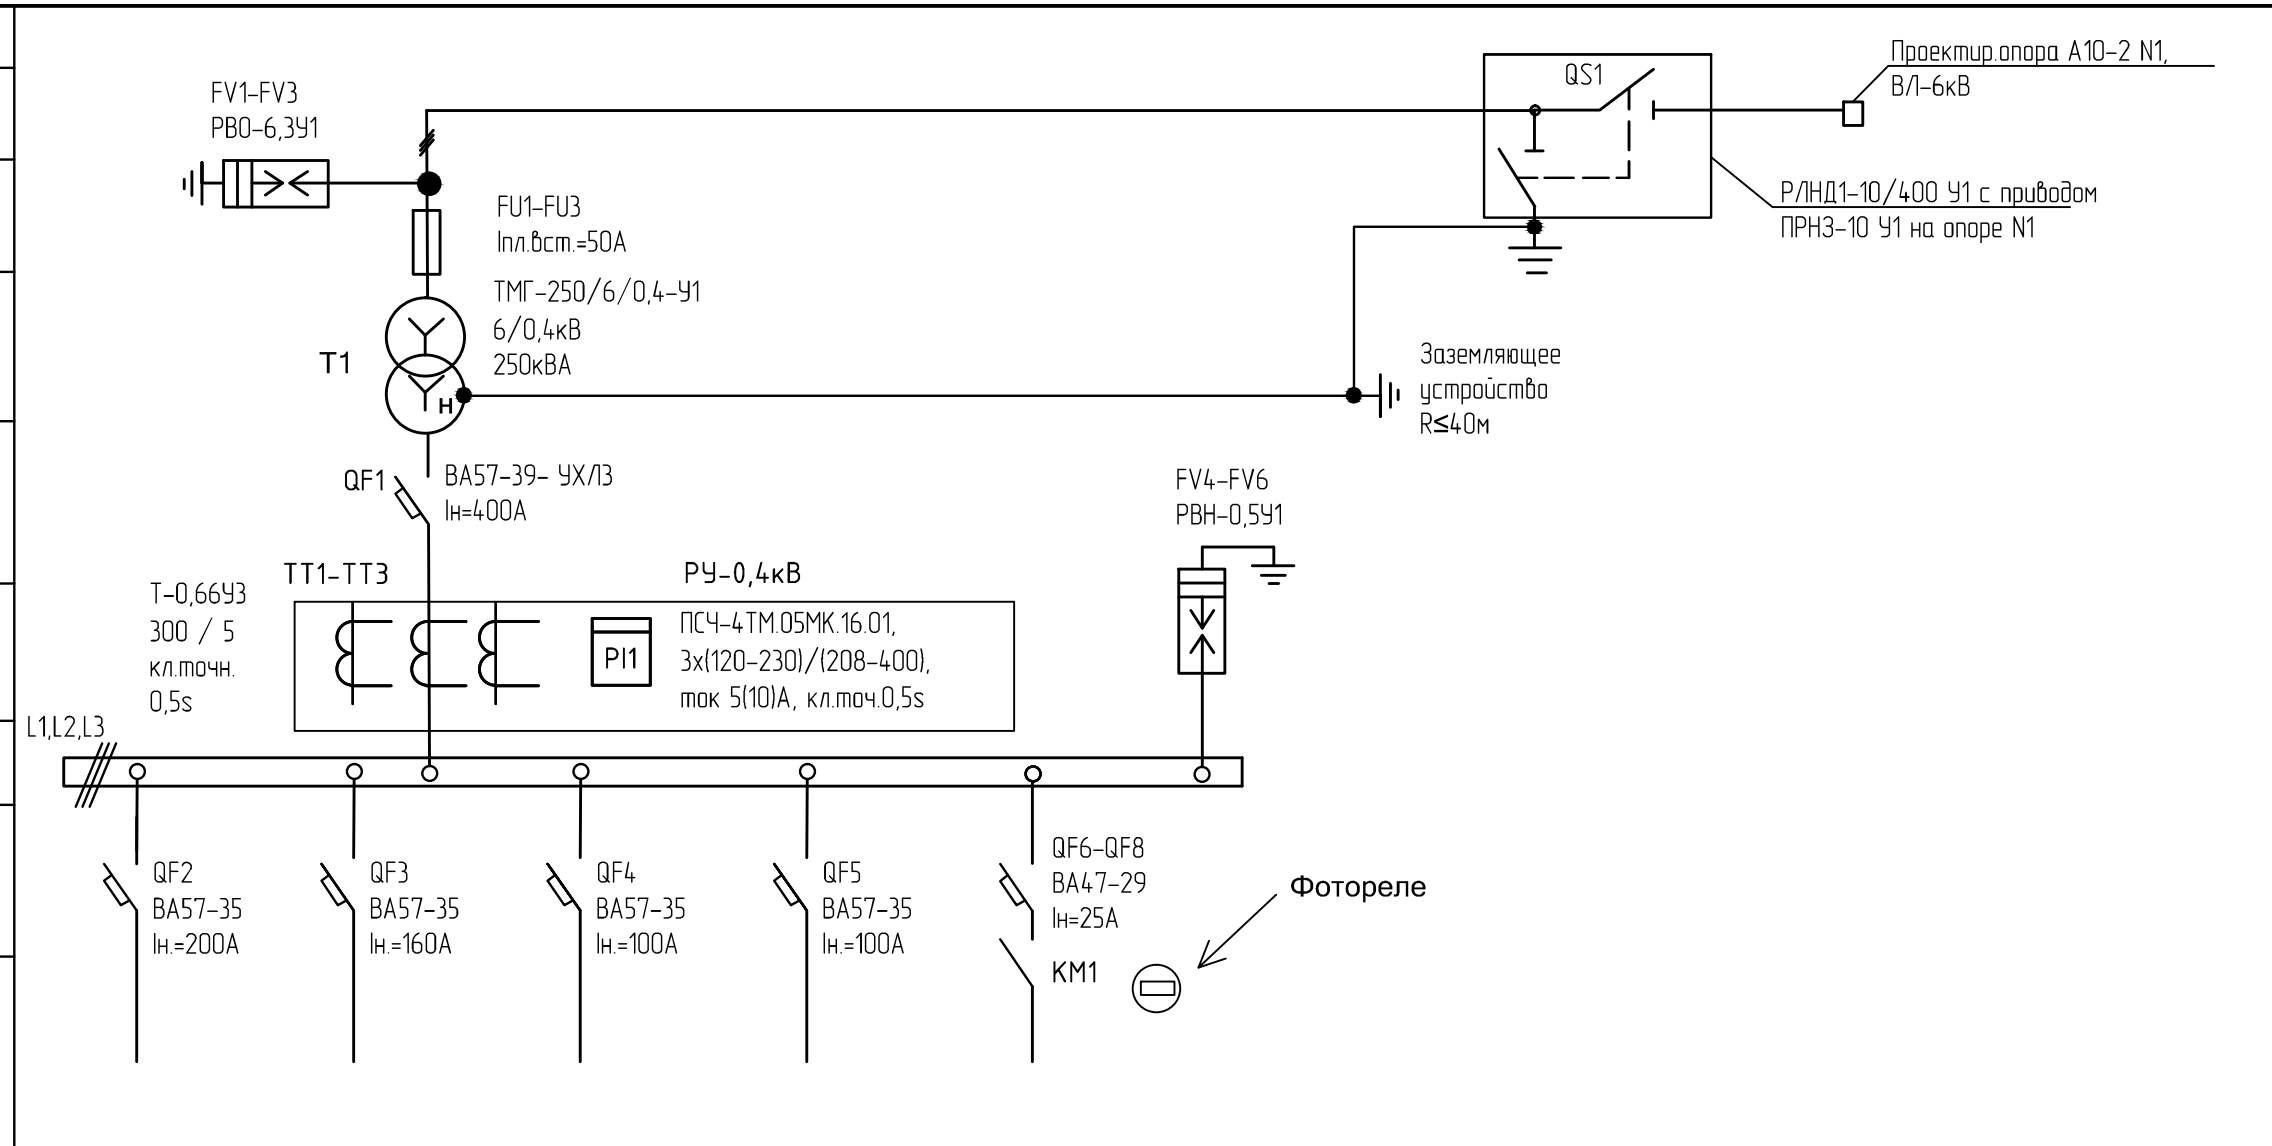 Проектир.опора А10-2 N1,
ВЛ-6кВ
QS1
FV1-FV3
РВО-6,3У1
РЛНД1-10/400 У1 с приводом
ПРНЗ-10 У1 на опоре N1
FU1-FU3
Iпл.вст.=50А
ТМГ-250/6/0,4-У1
6/0,4кВ
250кВА
Т1
Н
Заземляющее
устройство
R≤4Ом
QF1
ВА57-39- УХЛ3
Iн=400А
FV4-FV6
РВН-0,5У1
ТТ1-ТТ3
РУ-0,4кВ
Т-0,66У3
300 / 5
кл.точн.
0,5s
PI1
ПСЧ-4ТМ.05МК.16.01,
3х(120-230)/(208-400),
ток 5(10)А, кл.точ.0,5s
L1,L2,L3
QF2
ВА57-35
Iн.=200А
QF3
ВА57-35
Iн.=160А
QF4
ВА57-35
Iн.=100А
QF5
ВА57-35
Iн.=100А
QF6-QF8
ВА47-29
Iн=25А
КМ1
Фотореле